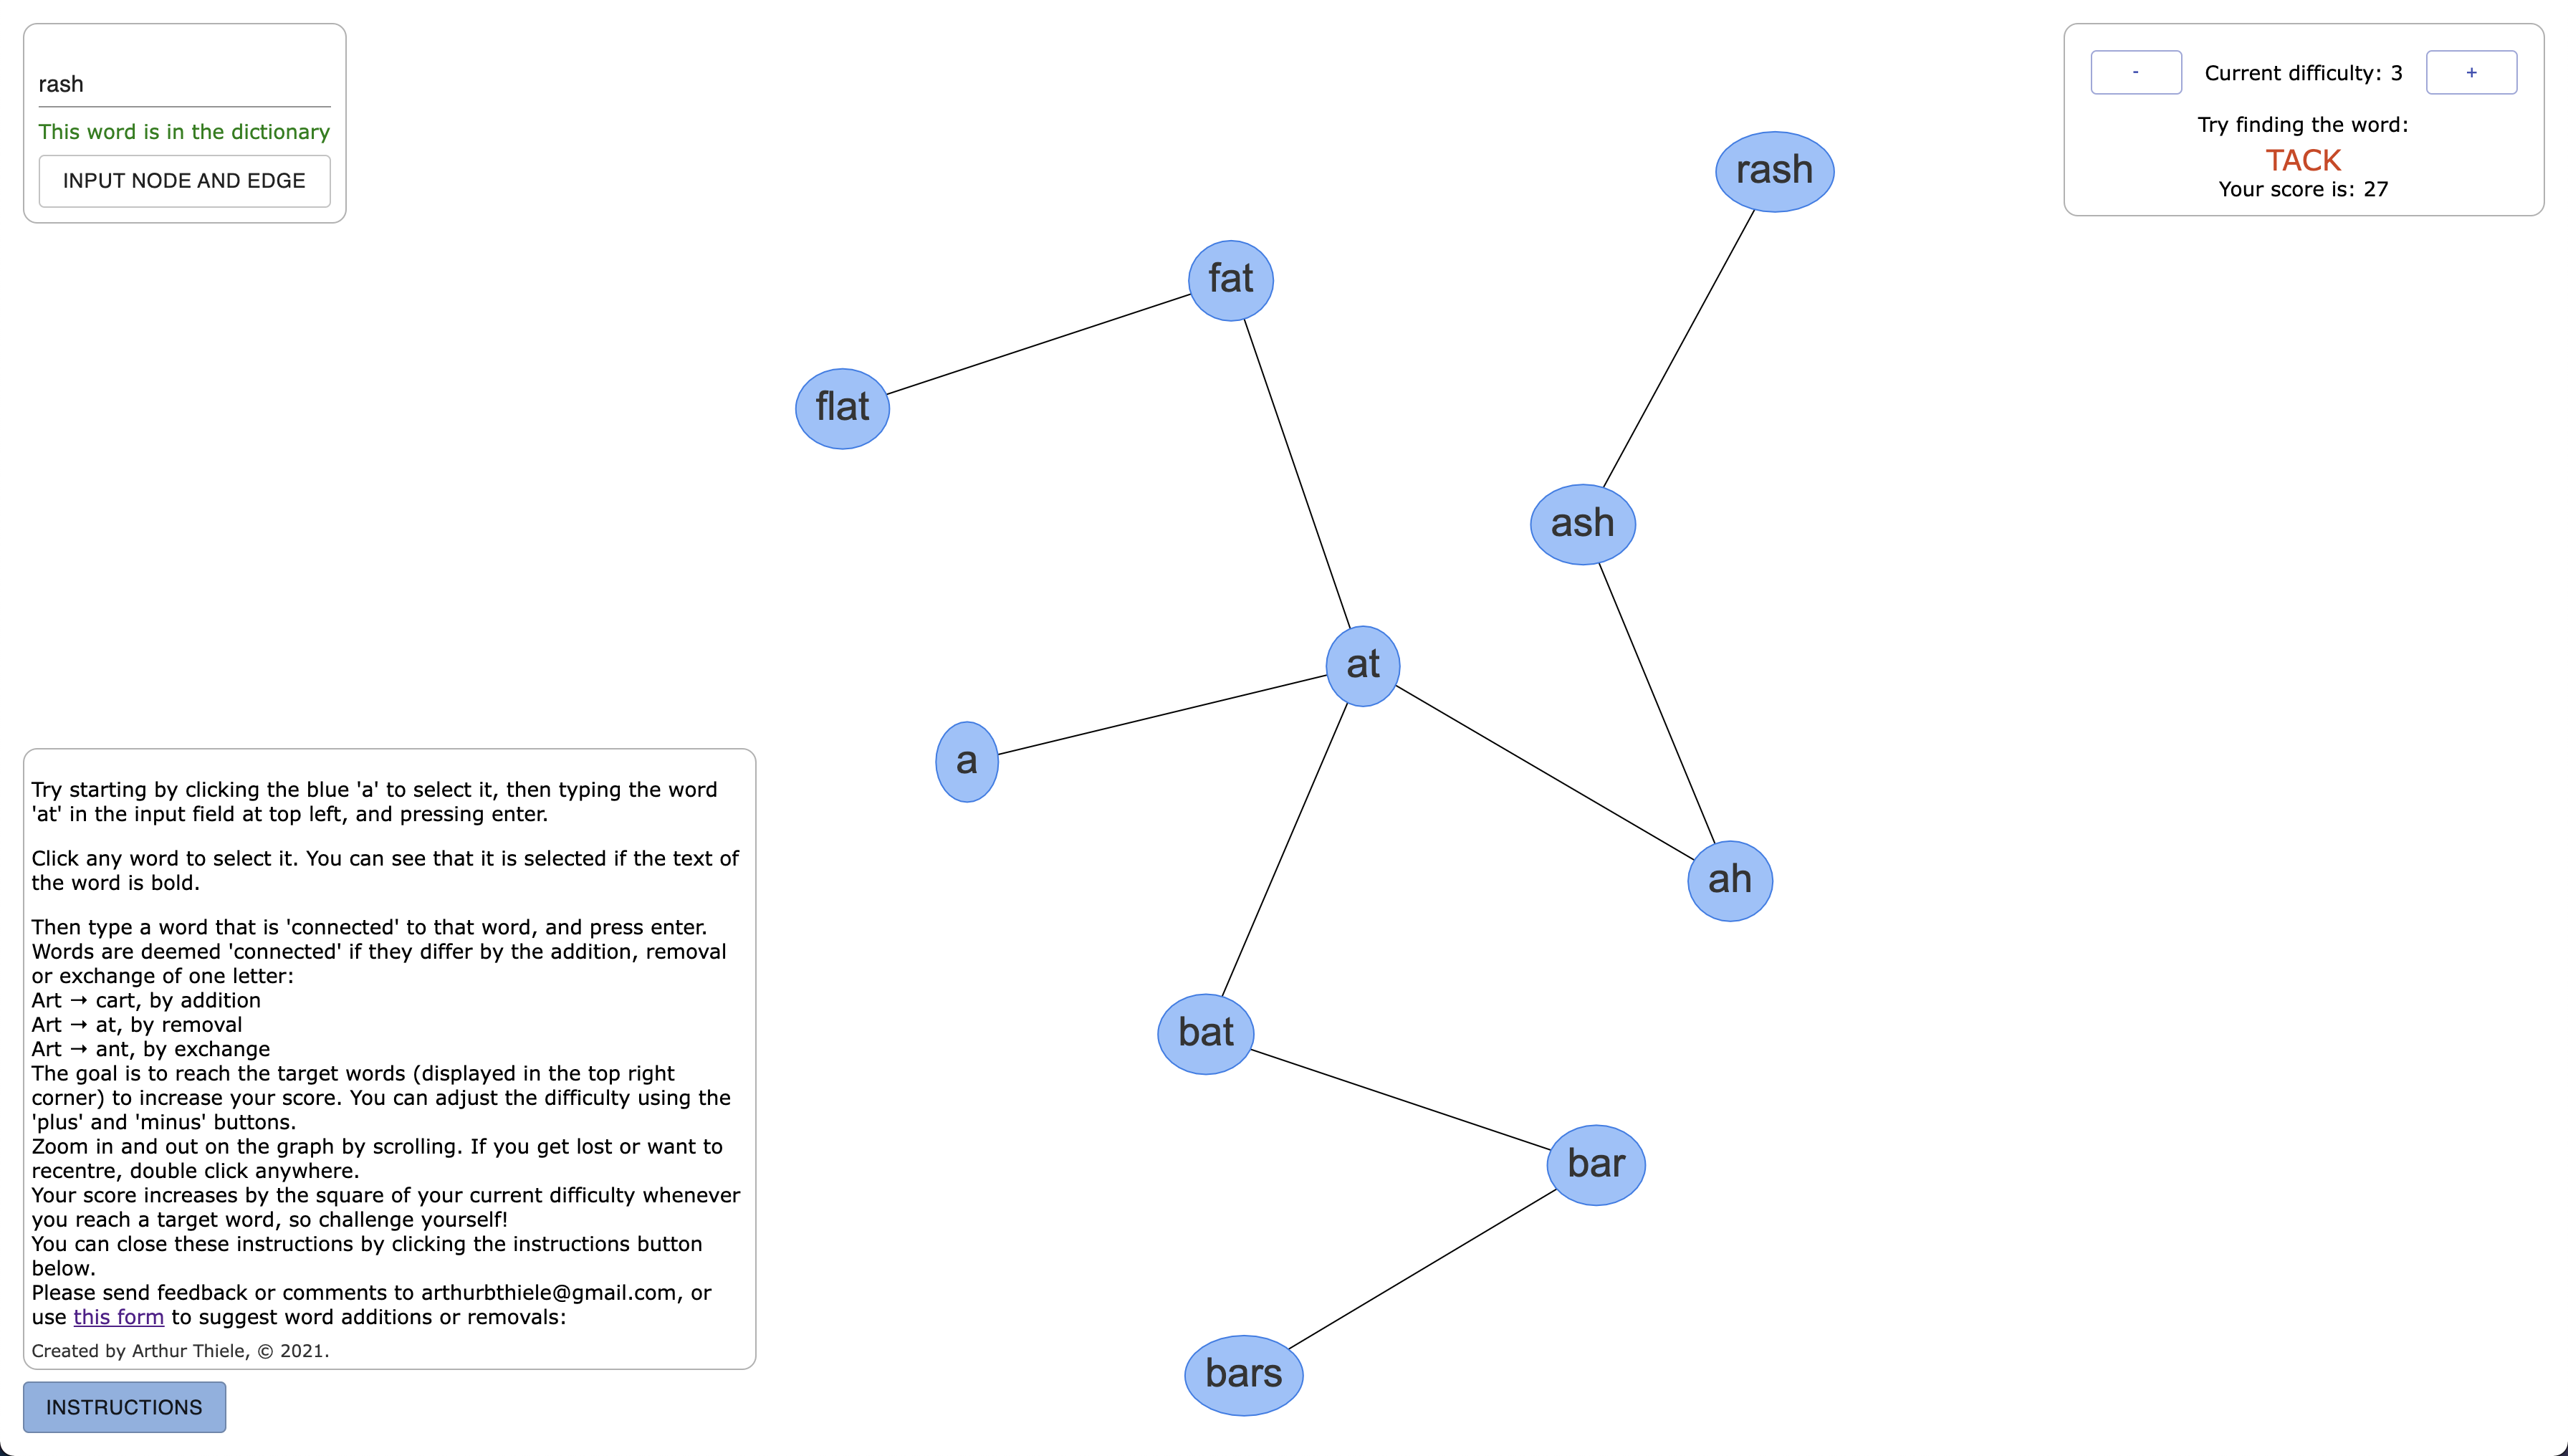 rash
This word is in the dictionary
INPUT NODE AND EDGE
- Current difficulty: 3 +
Try finding the word:
TACK
Your score is: 27
rash
fat
flat
ash
at
a
ah
bat
bar
bars
Try starting by clicking the blue 'a' to select it, then typing the word
'at' in the input field at top left, and pressing enter.
Click any word to select it. You can see that it is selected if the text of
the word is bold.
Then type a word that is 'connected' to that word, and press enter.
Words are deemed 'connected' if they differ by the addition, removal
or exchange of one letter:
Art → cart, by addition
Art → at, by removal
Art → ant, by exchange
The goal is to reach the target words (displayed in the top right
corner) to increase your score. You can adjust the difficulty using the
'plus' and 'minus' buttons.
Zoom in and out on the graph by scrolling. If you get lost or want to
recentre, double click anywhere.
Your score increases by the square of your current difficulty whenever
you reach a target word, so challenge yourself!
You can close these instructions by clicking the instructions button
below.
Please send feedback or comments to arthurbthiele@gmail.com, or
use this form to suggest word additions or removals:
Created by Arthur Thiele, © 2021.
INSTRUCTIONS